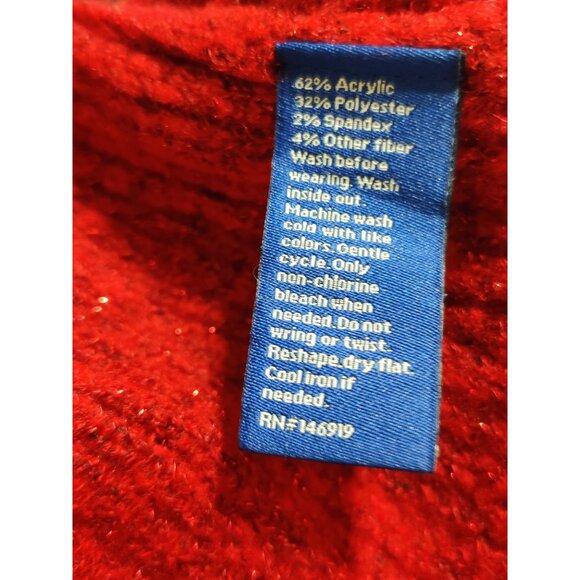 62% Acrylic
32% Polyester
2% Spandex
4% Other fiber
Wash before
wearing. Wash
inside out.
Machine wash
cold with like
colors. Gentle
cycle. Only
non-chlorine
bleach when
needed. Do not
wring or twist.
Reshape, dry flat.
Cool iron if
needed.
RN#146919